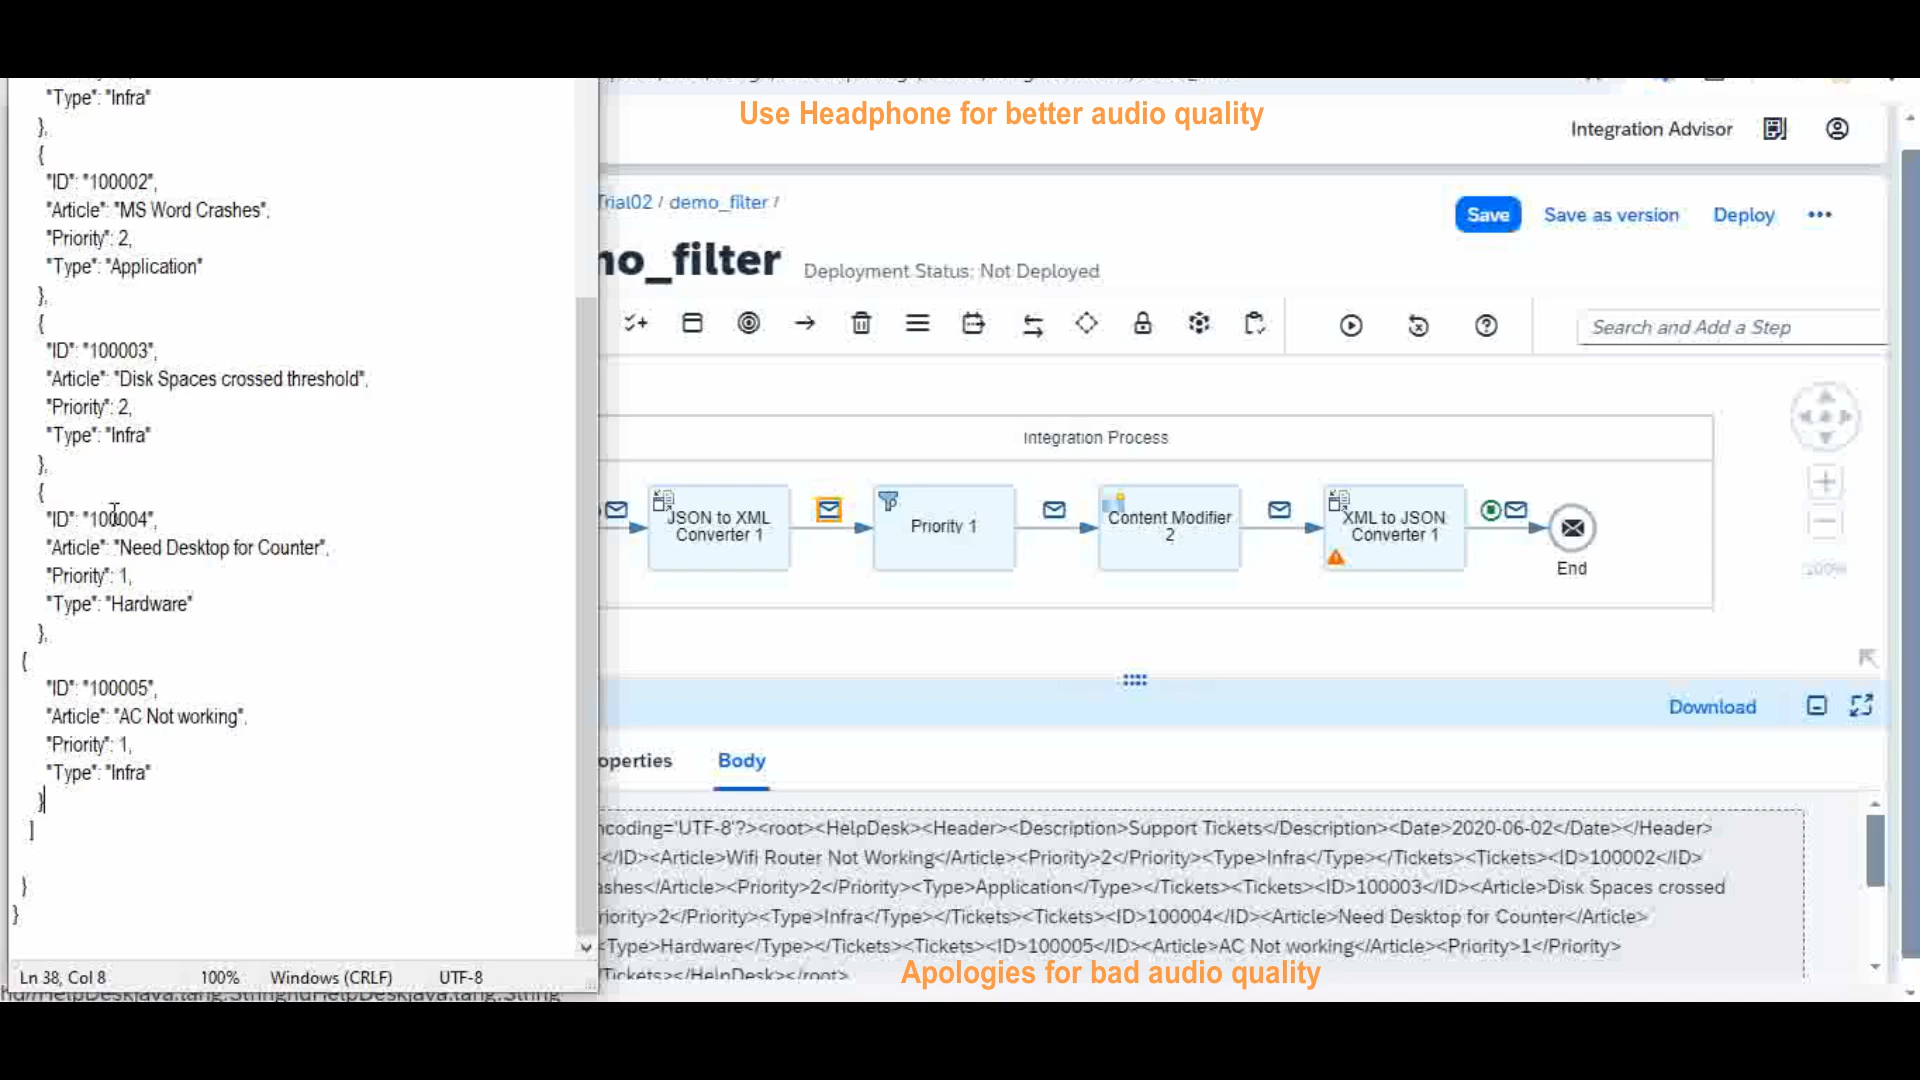 "Type": "Infra"
},
{
"ID": "100002",
"Article": "MS Word Crashes",
"Priority": 2,
"Type": "Application"
},
{
"ID": "100003",
"Article": "Disk Spaces crossed threshold",
"Priority": 2,
"Type": "Infra"
},
{
"ID": "100004",
"Article": "Need Desktop for Counter",
"Priority": 1,
"Type": "Hardware"
},
{
"ID": "100005",
"Article": "AC Not working",
"Priority": 1,
"Type": "Infra"
}
]
}
}
Ln 38, Col 8 100% Windows (CRLF) UTF-8
Use Headphone for better audio quality
Integration Advisor
Trial02 / demo_filter /
Save Save as version Deploy
no_filter Deployment Status: Not Deployed
Search and Add a Step
Integration Process
JSON to XML
Converter 1
Priority 1
Content Modifier
2
XML to JSON
Converter 1
End
100%
Download
operties Body
ncoding='UTF-8'?><root><HelpDesk><Header><Description>Support Tickets</Description><Date>2020-06-02</Date></Header>
</ID><Article>Wifi Router Not Working</Article><Priority>2</Priority><Type>Infra</Type></Tickets><Tickets><ID>100002</ID>
ashes</Article><Priority>2</Priority><Type>Application</Type></Tickets><Tickets><ID>100003</ID><Article>Disk Spaces crossed
riority>2</Priority><Type>Infra</Type></Tickets><Tickets><ID>100004</ID><Article>Need Desktop for Counter</Article>
<Type>Hardware</Type></Tickets><Tickets><ID>100005</ID><Article>AC Not working</Article><Priority>1</Priority>
/Tickets></HelpDesk></root>
Apologies for bad audio quality